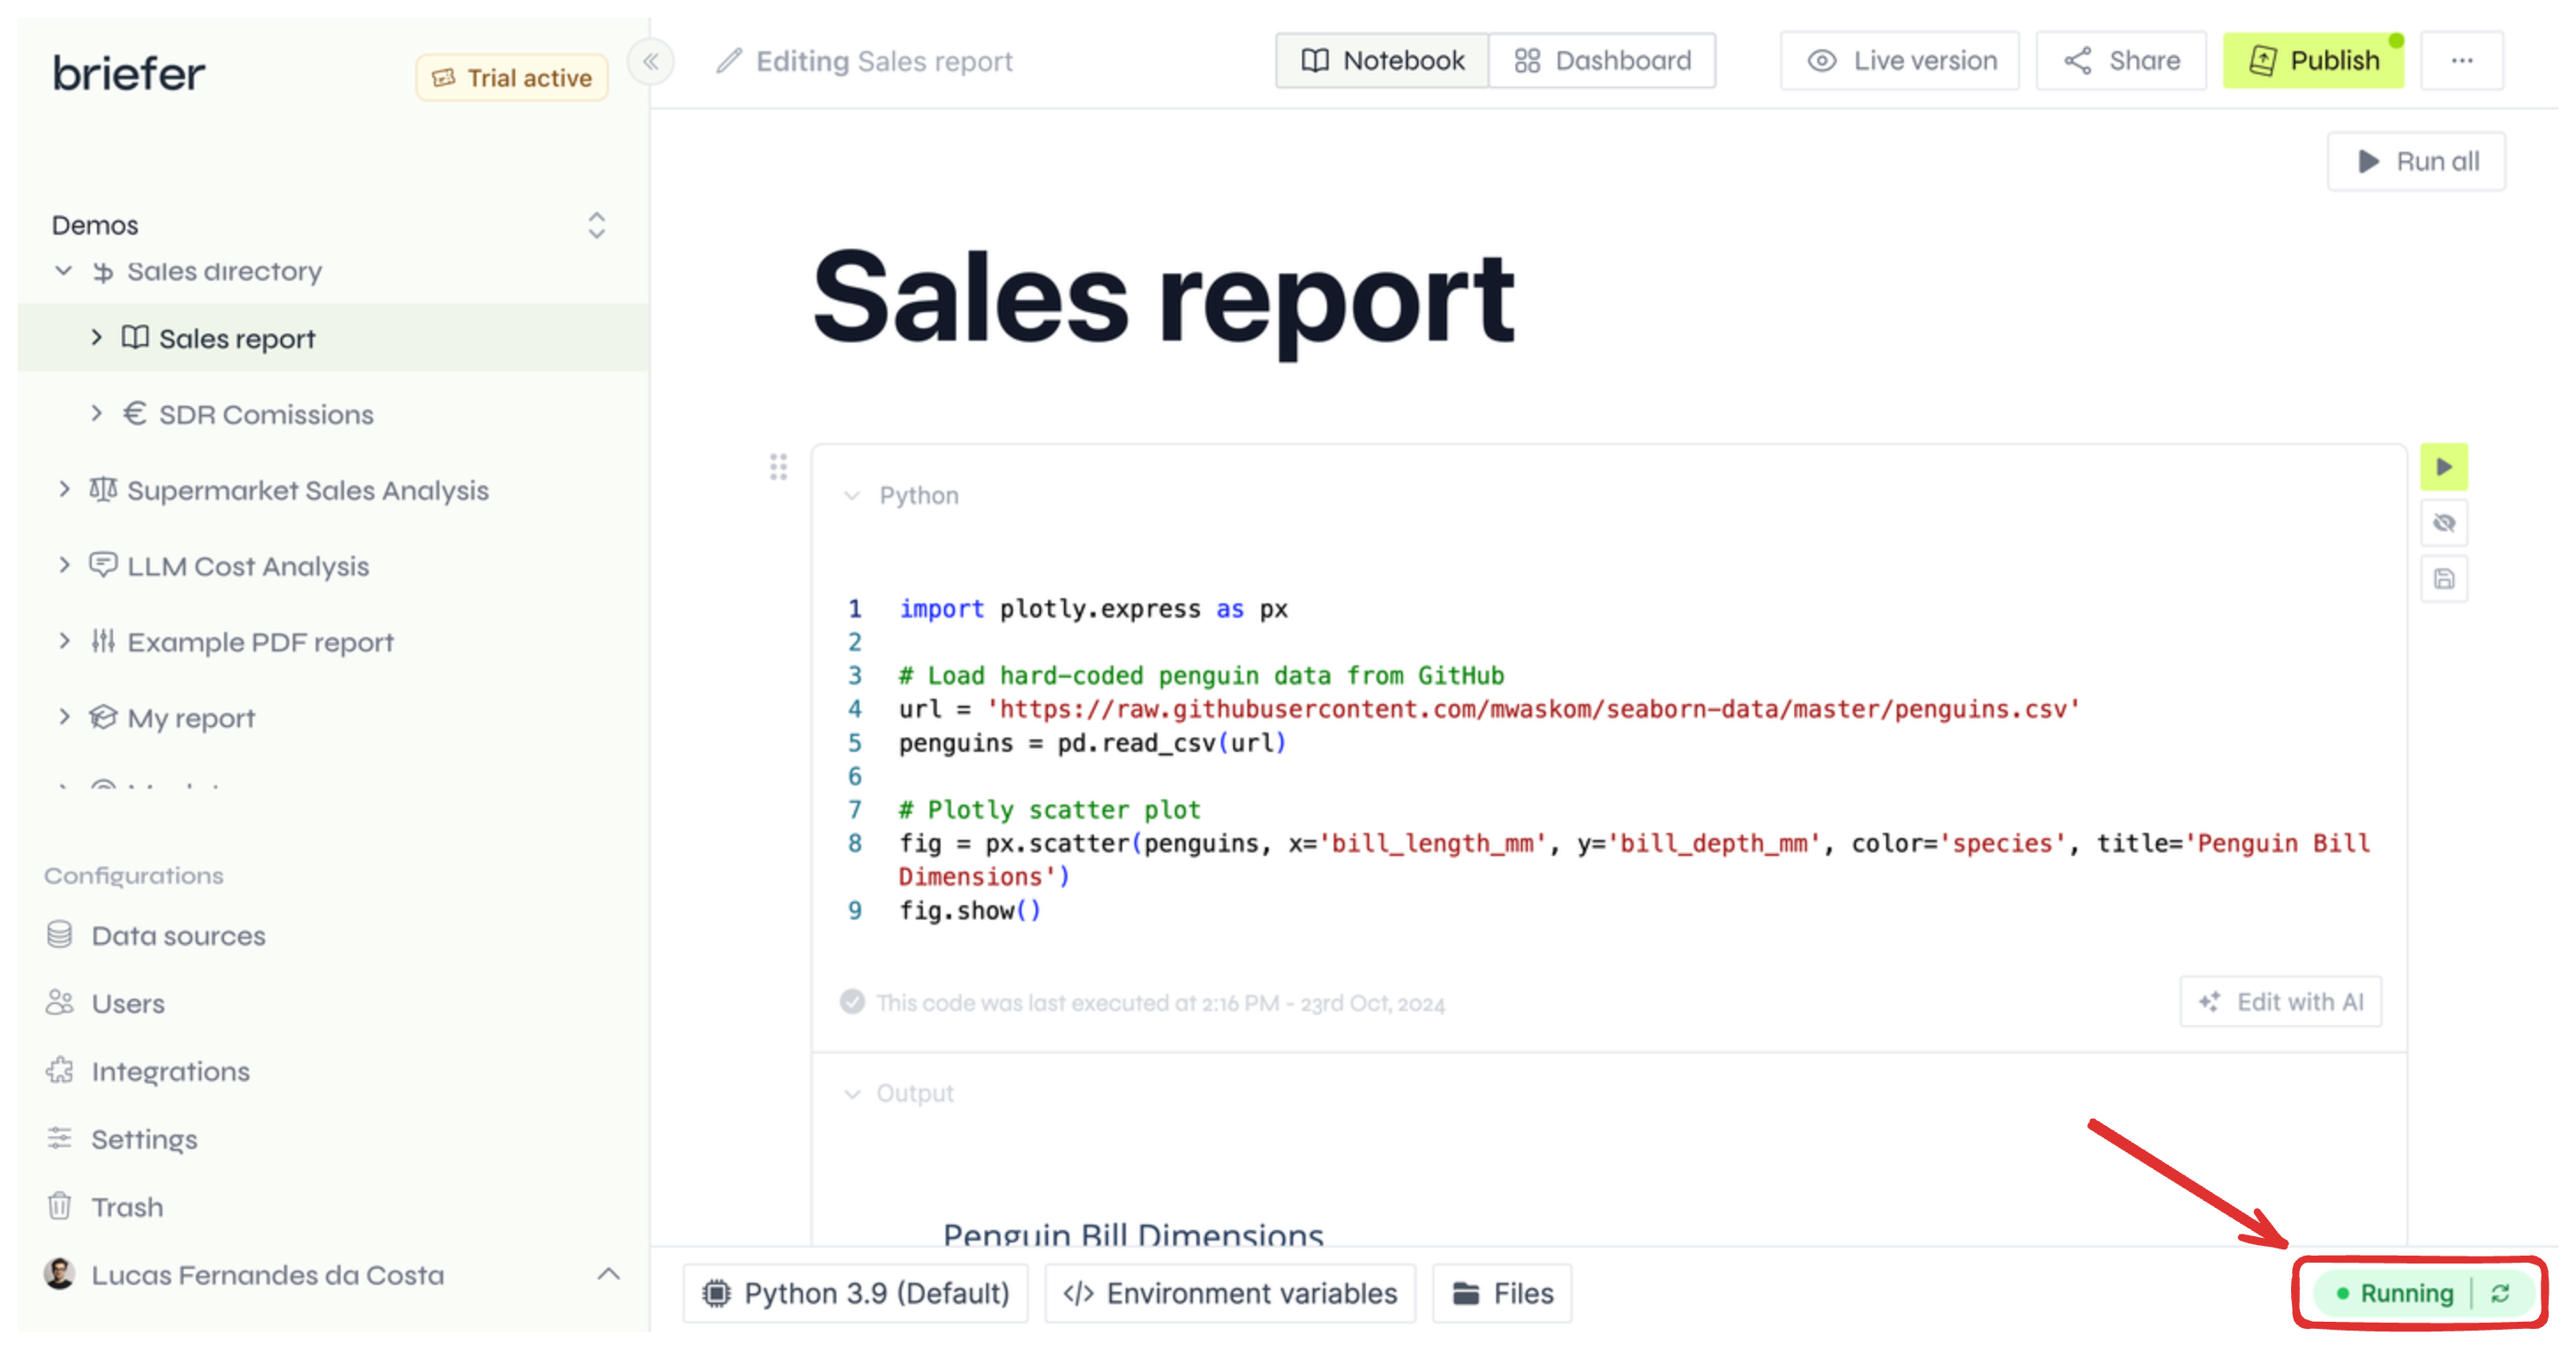 briefer
Trial active
Demos
Sales directory
Sales report
SDR Comissions
Supermarket Sales Analysis
LLM Cost Analysis
Example PDF report
My report
Configurations
Data sources
Users
Integrations
Settings
Trash
Lucas Fernandes da Costa
Editing Sales report
Notebook
Dashboard
Live version
Share
Publish
Run all
Sales report
Python
1 import plotly.express as px
2
3 # Load hard-coded penguin data from GitHub
4 url = 'https://raw.githubusercontent.com/mwaskom/seaborn-data/master/penguins.csv'
5 penguins = pd.read_csv(url)
6
7 # Plotly scatter plot
8 fig = px.scatter(penguins, x='bill_length_mm', y='bill_depth_mm', color='species', title='Penguin Bill
Dimensions')
9 fig.show()
This code was last executed at 2:16 PM - 23rd Oct, 2024
Edit with AI
Output
Penguin Bill Dimensions
Python 3.9 (Default)
Environment variables
Files
Running